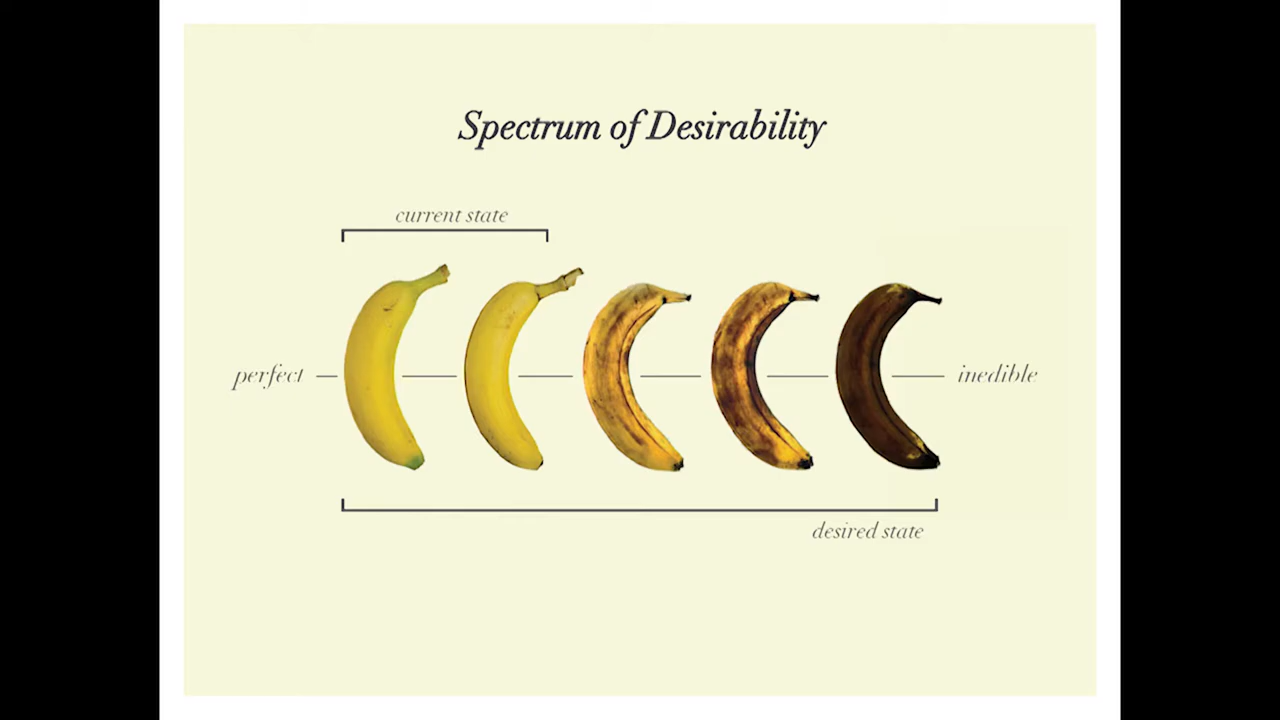 Spectrum of Desirability
current state
perfect
inedible
desired state